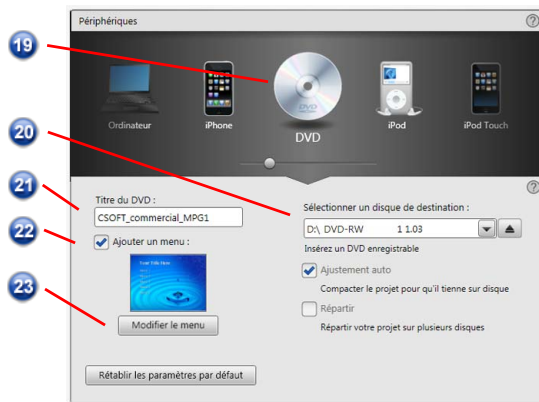 Périphériques
19
Ordinateur
iPhone
DVD
DVD
iPod
iPod Touch
20
21
Titre du DVD :
CSOFT_commercial_MPG1
22
Ajouter un menu :
23
Modifier le menu
Sélectionner un disque de destination :
D:\ DVD-RW 1 1.03
Insérez un DVD enregistrable
Ajustement auto
Compacter le projet pour qu'il tienne sur disque
Répartir
Répartir votre projet sur plusieurs disques
Rétablir les paramètres par défaut